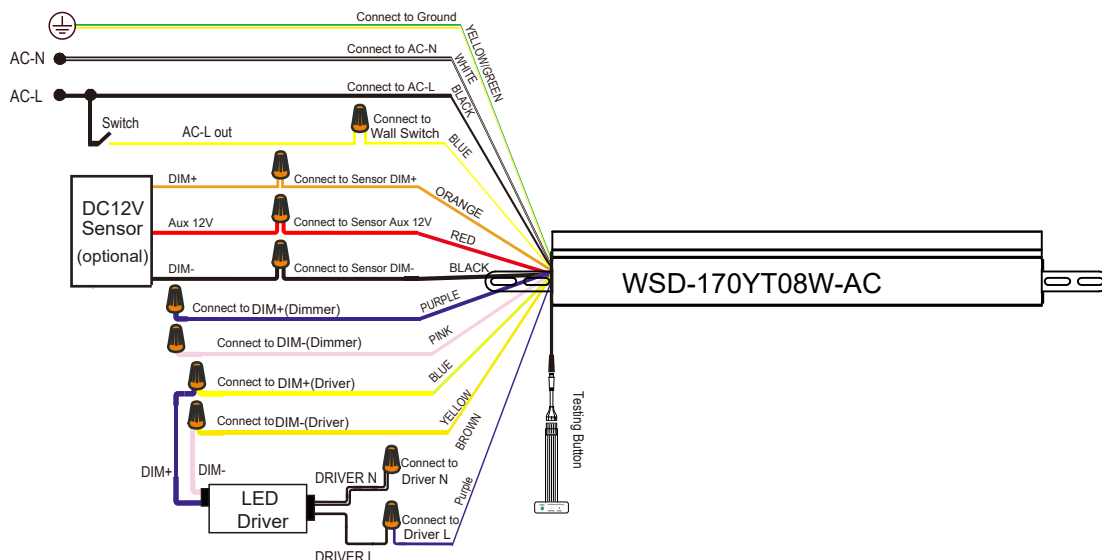 Connect to Ground
YELLOW/GREEN
AC-N
Connect to AC-N
WHITE
AC-L
Connect to AC-L
BLACK
Switch
AC-L out
Connect to
Wall Switch
BLUE
DC12V
Sensor
(optional)
DIM+
Connect to Sensor DIM+
ORANGE
Aux 12V
Connect to Sensor Aux 12V
RED
DIM-
Connect to Sensor DIM-
BLACK
WSD-170YT08W-AC
Connect to DIM+(Dimmer)
PURPLE
Connect to DIM-(Dimmer)
PINK
Connect to DIM+(Driver)
BLUE
Connect to DIM-(Driver)
YELLOW
BROWN
Testing Button
DIM+
DIM-
LED
Driver
DRIVER N
Connect to
Driver N
Purple
DRIVER L
Connect to
Driver L